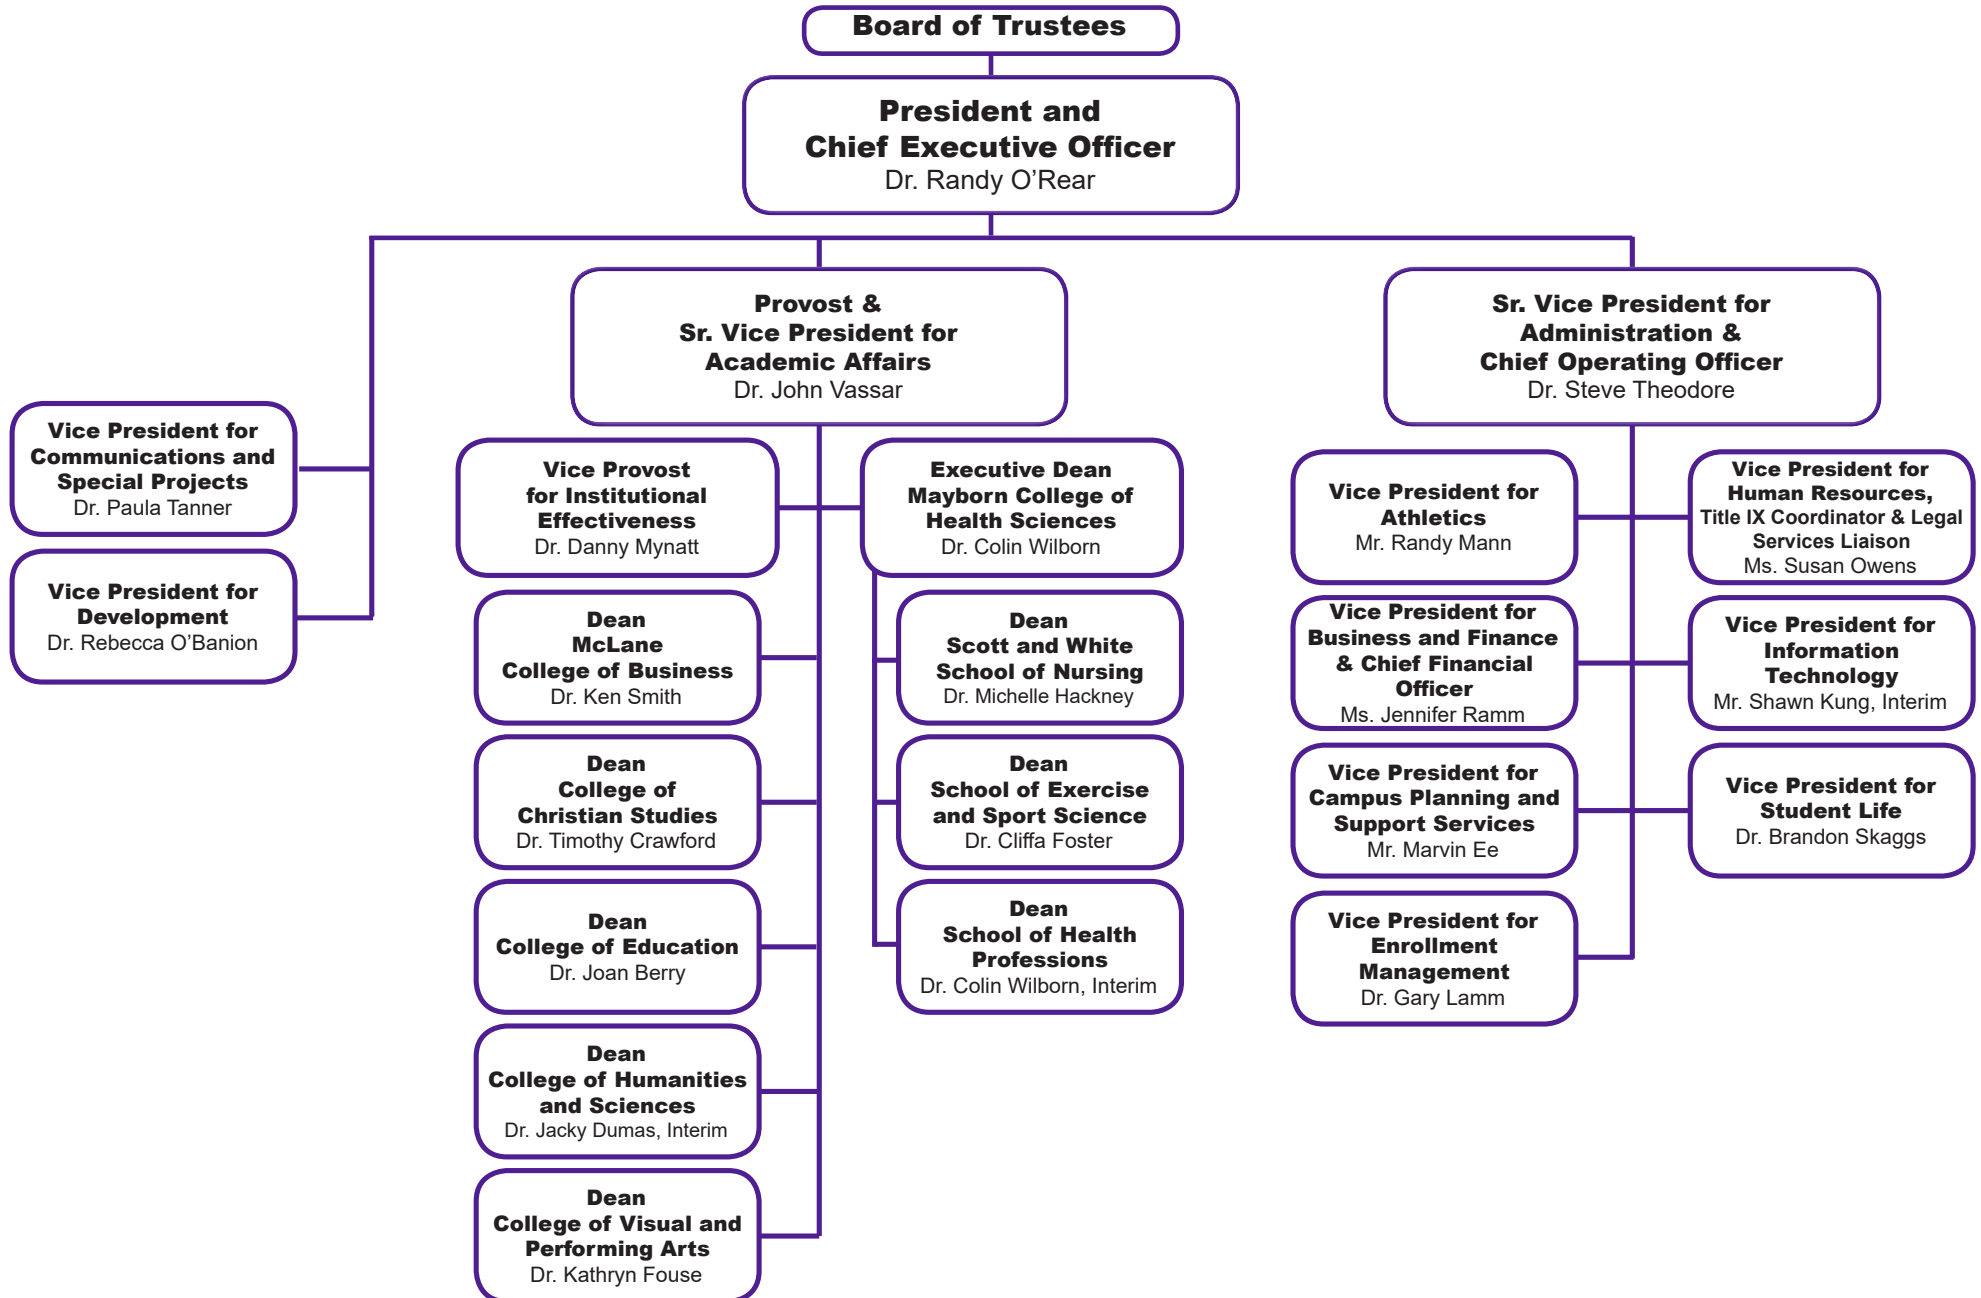 Board of Trustees
President and
Chief Executive Officer
Dr. Randy O’Rear
Provost &
Sr. Vice President for
Academic Affairs
Dr. John Vassar
Sr. Vice President for
Administration &
Chief Operating Officer
Dr. Steve Theodore
Vice President for
Communications and
Special Projects
Dr. Paula Tanner
Vice President for
Development
Dr. Rebecca O’Banion
Vice Provost
for Institutional
Effectiveness
Dr. Danny Mynatt
Executive Dean
Mayborn College of
Health Sciences
Dr. Colin Wilborn
Dean
McLane
College of Business
Dr. Ken Smith
Dean
Scott and White
School of Nursing
Dr. Michelle Hackney
Dean
College of
Christian Studies
Dr. Timothy Crawford
Dean
School of Exercise
and Sport Science
Dr. Cliffa Foster
Dean
College of Education
Dr. Joan Berry
Dean
School of Health
Professions
Dr. Colin Wilborn, Interim
Dean
College of Humanities
and Sciences
Dr. Jacky Dumas, Interim
Dean
College of Visual and
Performing Arts
Dr. Kathryn Fouse
Vice President for
Athletics
Mr. Randy Mann
Vice President for
Human Resources,
Title IX Coordinator & Legal
Services Liaison
Ms. Susan Owens
Vice President for
Business and Finance
& Chief Financial
Officer
Ms. Jennifer Ramm
Vice President for
Information
Technology
Mr. Shawn Kung, Interim
Vice President for
Campus Planning and
Support Services
Mr. Marvin Ee
Vice President for
Student Life
Dr. Brandon Skaggs
Vice President for
Enrollment
Management
Dr. Gary Lamm